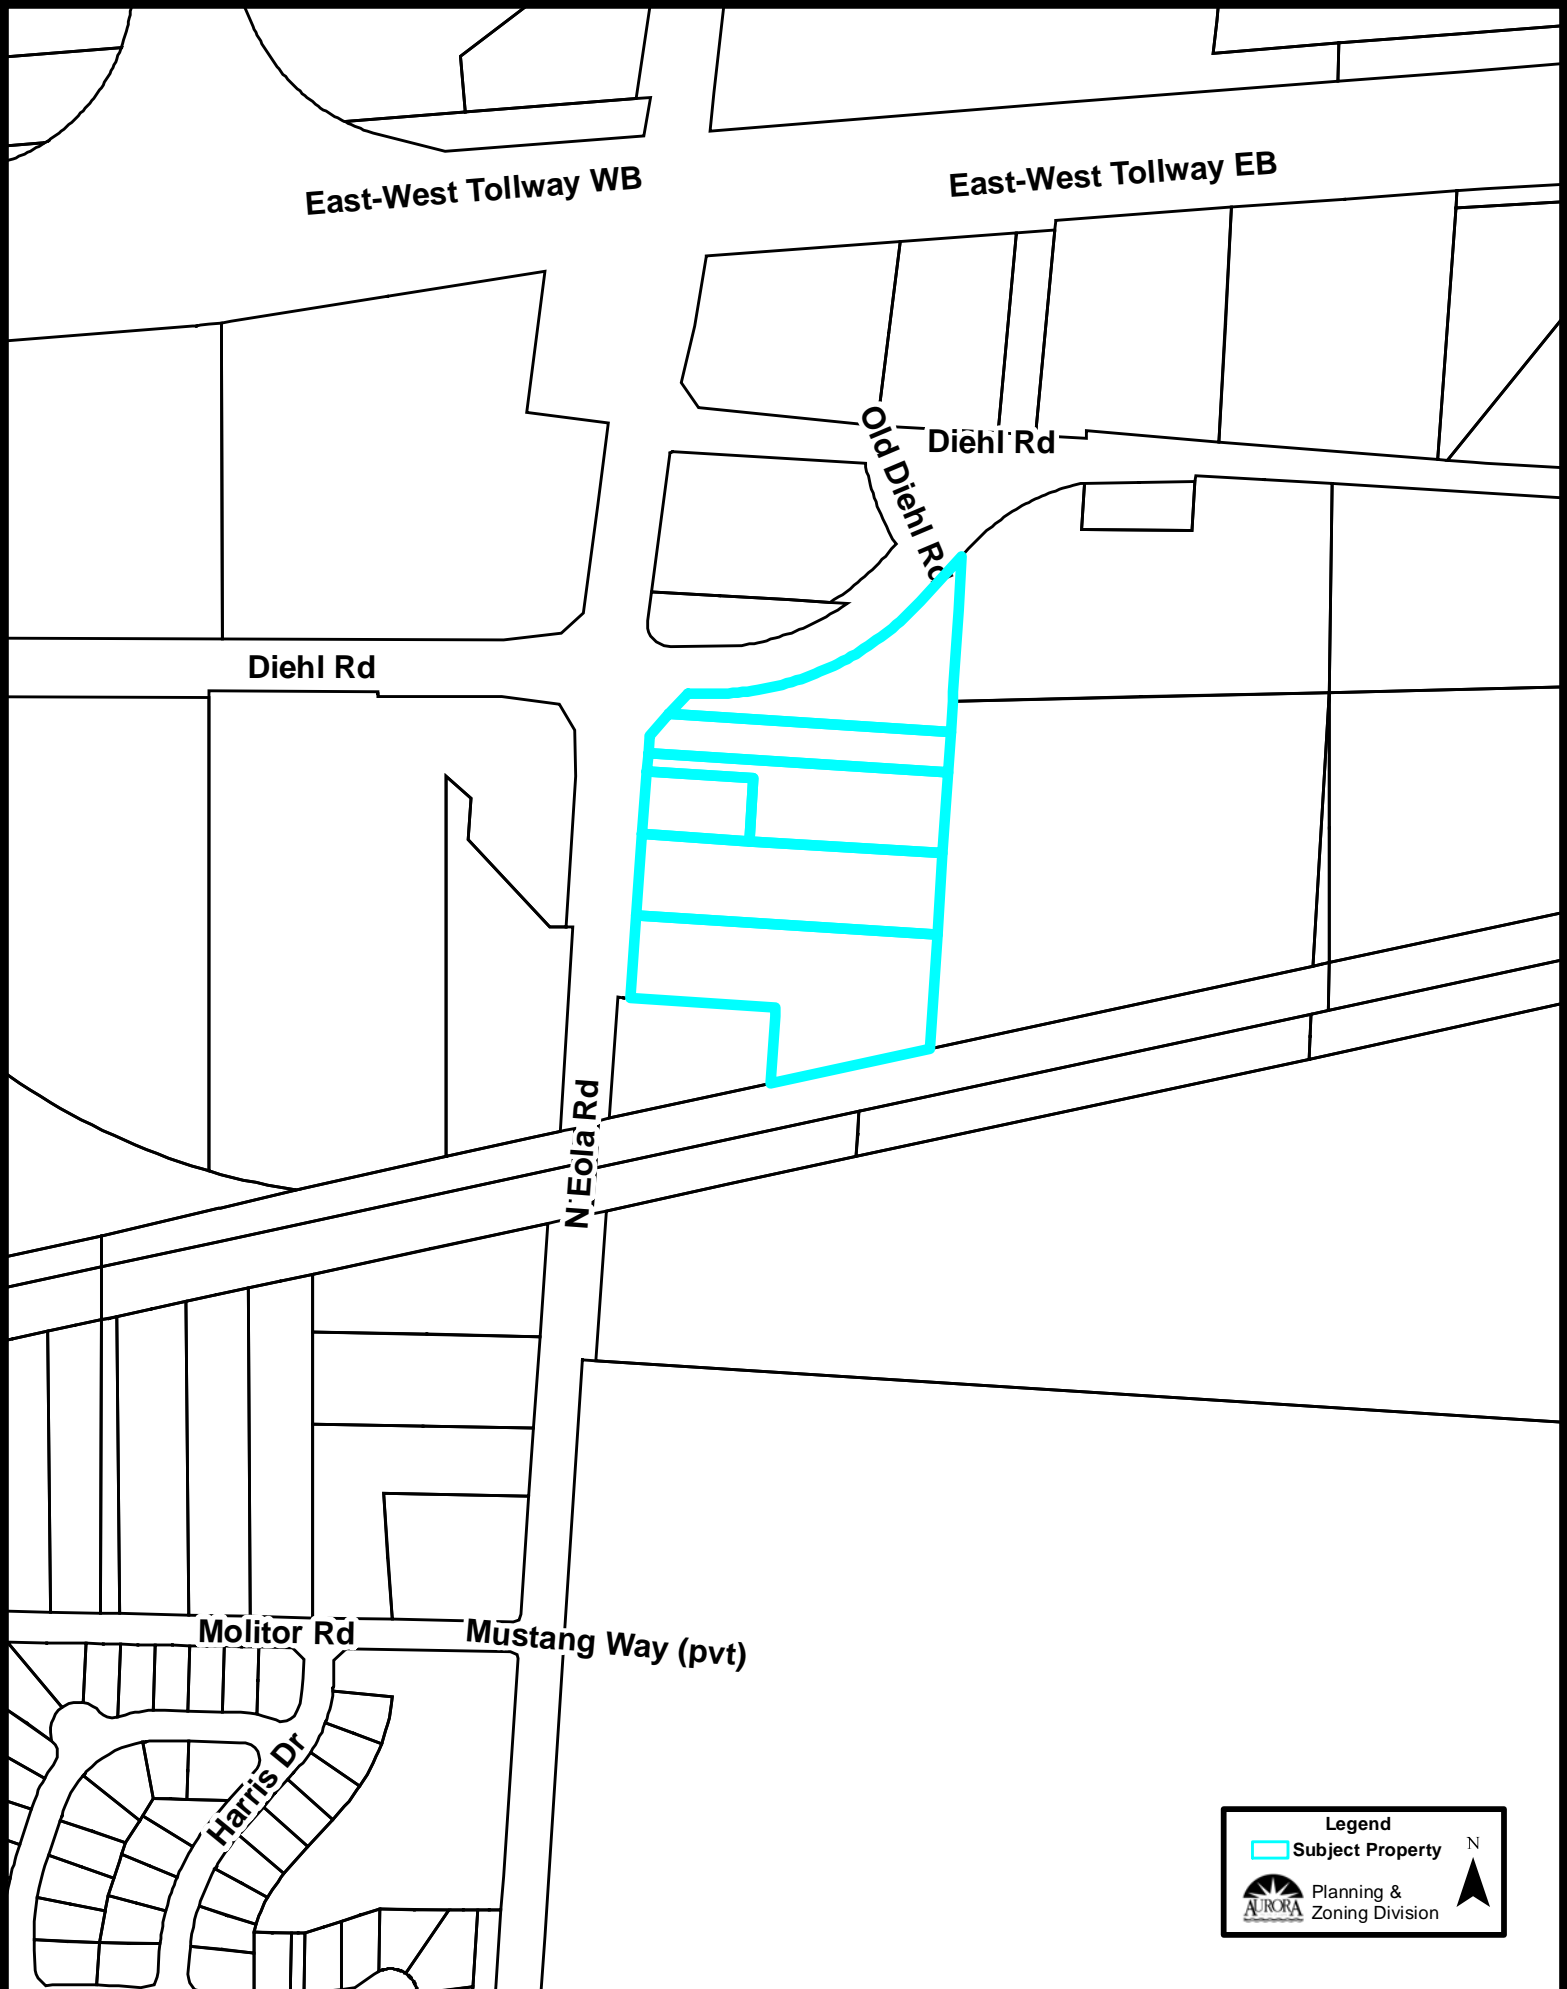 East-West Tollway WB
East-West Tollway EB
Old Diehl Rd
Diehl Rd
Diehl Rd
N Eola Rd
Molitor Rd
Mustang Way (pvt)
Harris Dr
Legend
Subject Property
N
AURORA
Planning &
Zoning Division